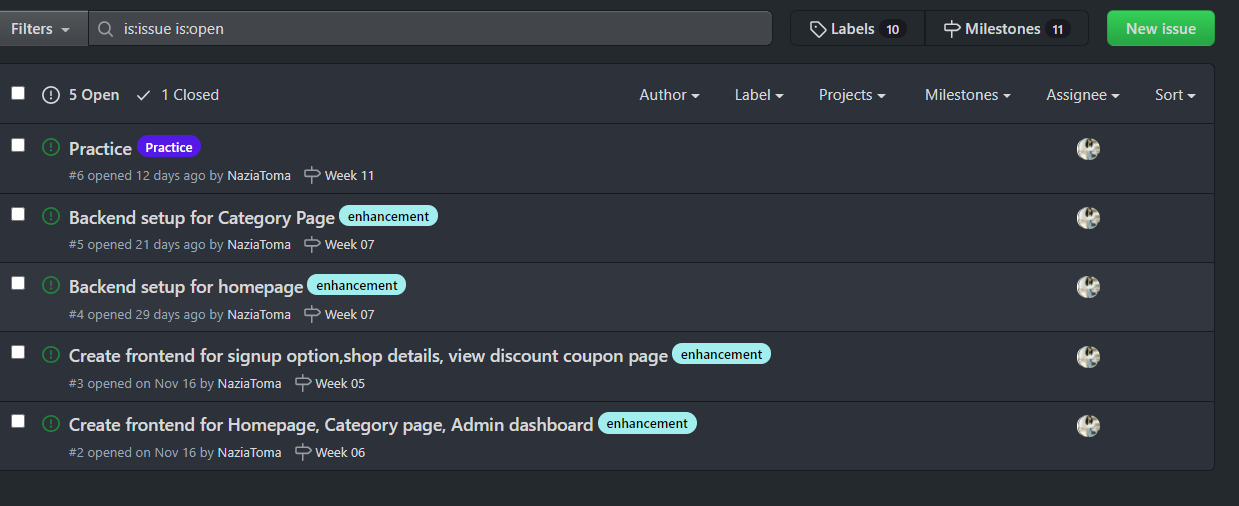 Filters is:issue is:open Labels 10 Milestones 11 New issue
5 Open 1 Closed Author Label Projects Milestones Assignee Sort
Practice Practice
#6 opened 12 days ago by NaziaToma Week 11
Backend setup for Category Page enhancement
#5 opened 21 days ago by NaziaToma Week 07
Backend setup for homepage enhancement
#4 opened 29 days ago by NaziaToma Week 07
Create frontend for signup option,shop details, view discount coupon page enhancement
#3 opened on Nov 16 by NaziaToma Week 05
Create frontend for Homepage, Category page, Admin dashboard enhancement
#2 opened on Nov 16 by NaziaToma Week 06